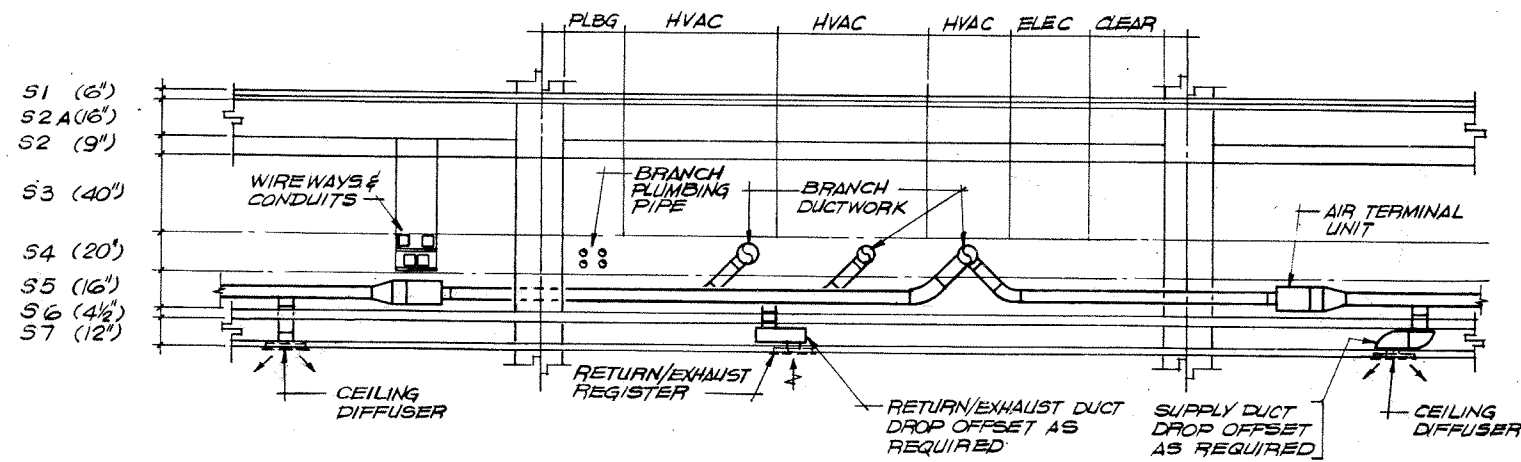 PLBG HVAC HVAC HVAC ELEC CLEAR
S1 (6")
S2A(16")
S2 (9")
S3 (40")
S4 (20")
S5 (16")
S6 (4½")
S7 (12")
WIREWAYS &
CONDUITS
BRANCH
PLUMBING
PIPE
BRANCH
DUCTWORK
AIR TERMINAL
UNIT
CEILING
DIFFUSER
RETURN/EXHAUST
REGISTER
RETURN/EXHAUST DUCT
DROP OFFSET AS
REQUIRED
SUPPLY DUCT
DROP OFFSET
AS REQUIRED
CEILING
DIFFUSER